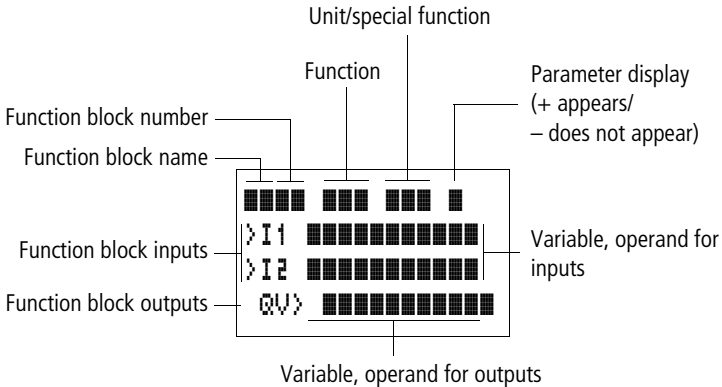 Unit/special function
Function
Parameter display
(+ appears/
– does not appear)
Function block number
Function block name
>I1
Function block inputs
>I2
Variable, operand for
inputs
Function block outputs
QV>
Variable, operand for outputs